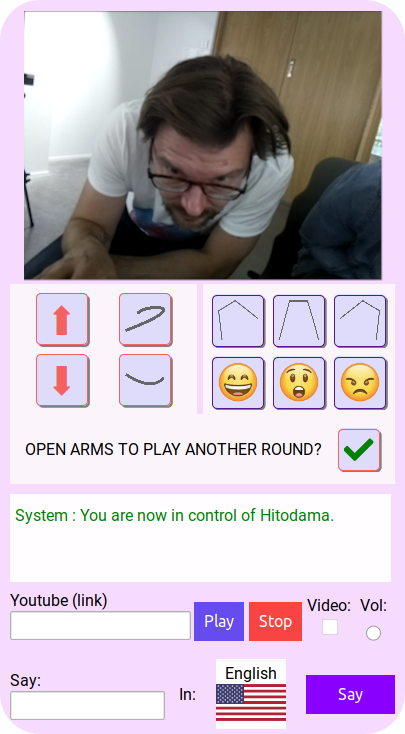 OPEN ARMS TO PLAY ANOTHER ROUND?
System : You are now in control of Hitodama.
Youtube (link)
Play
Stop
Video:
Vol:
Say:
In:
English
Say